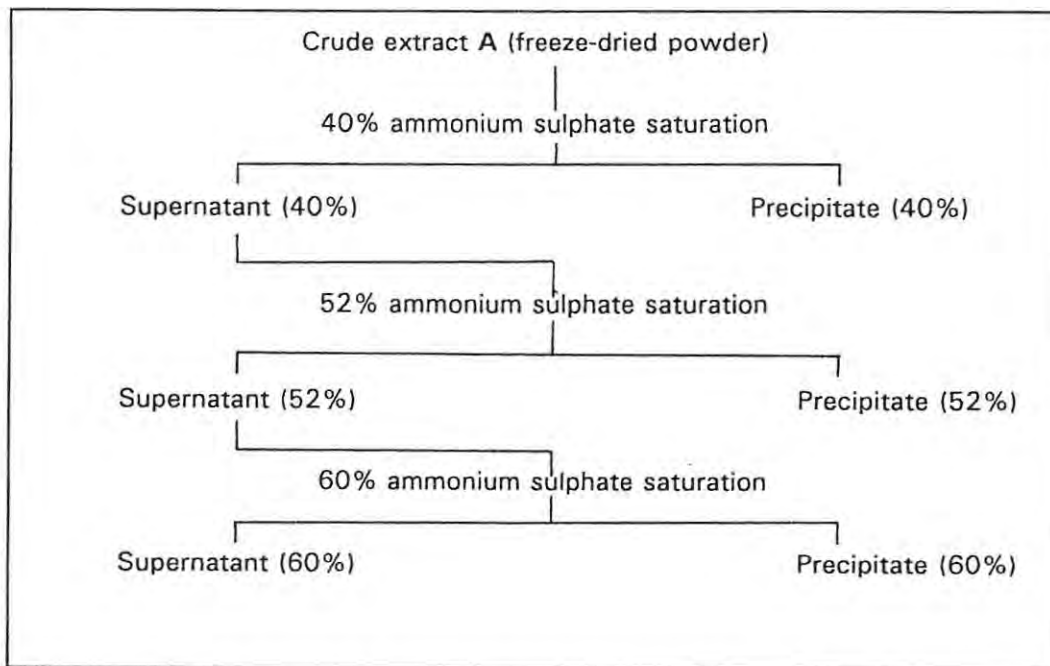 Crude extract A (freeze-dried powder)
40% ammonium sulphate saturation
Supernatant (40%) Precipitate (40%)
52% ammonium sulphate saturation
Supernatant (52%) Precipitate (52%)
60% ammonium sulphate saturation
Supernatant (60%) Precipitate (60%)